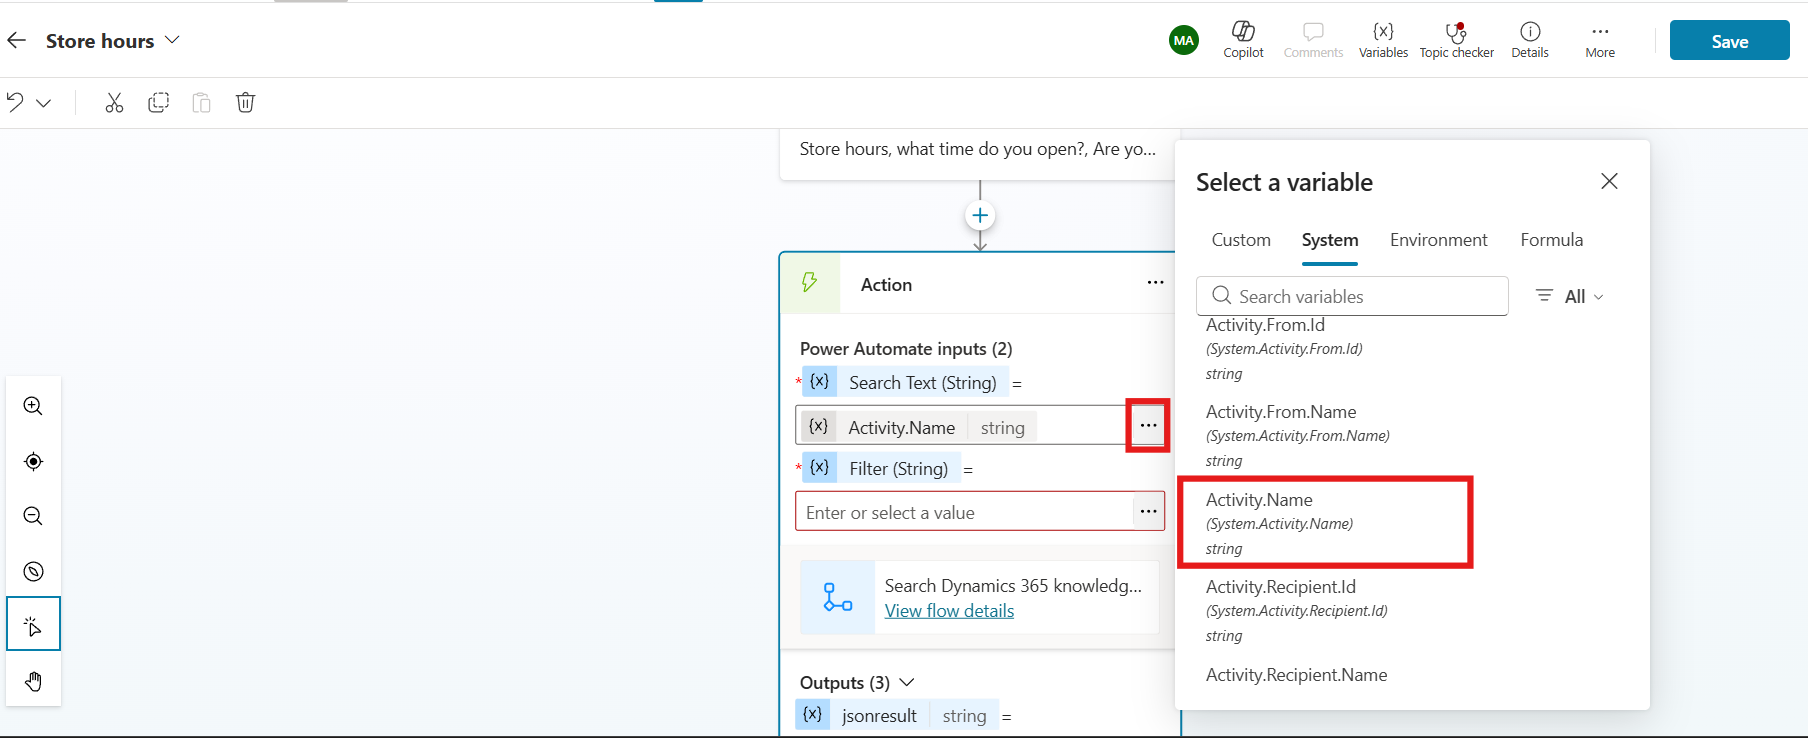 Store hours
MA
Copilot
Comments
{x}
Variables
Topic checker
Details
More
Save
Store hours, what time do you open?, Are yo...
Action
Power Automate inputs (2)
* {x} Search Text (String) =
{x} Activity.Name string
* {x} Filter (String) =
Enter or select a value
Search Dynamics 365 knowledg...
View flow details
Outputs (3)
{x} jsonresult string =
Select a variable
Custom System Environment Formula
Search variables
All
Activity.From.Id
(System.Activity.From.Id)
string
Activity.From.Name
(System.Activity.From.Name)
string
Activity.Name
(System.Activity.Name)
string
Activity.Recipient.Id
(System.Activity.Recipient.Id)
string
Activity.Recipient.Name